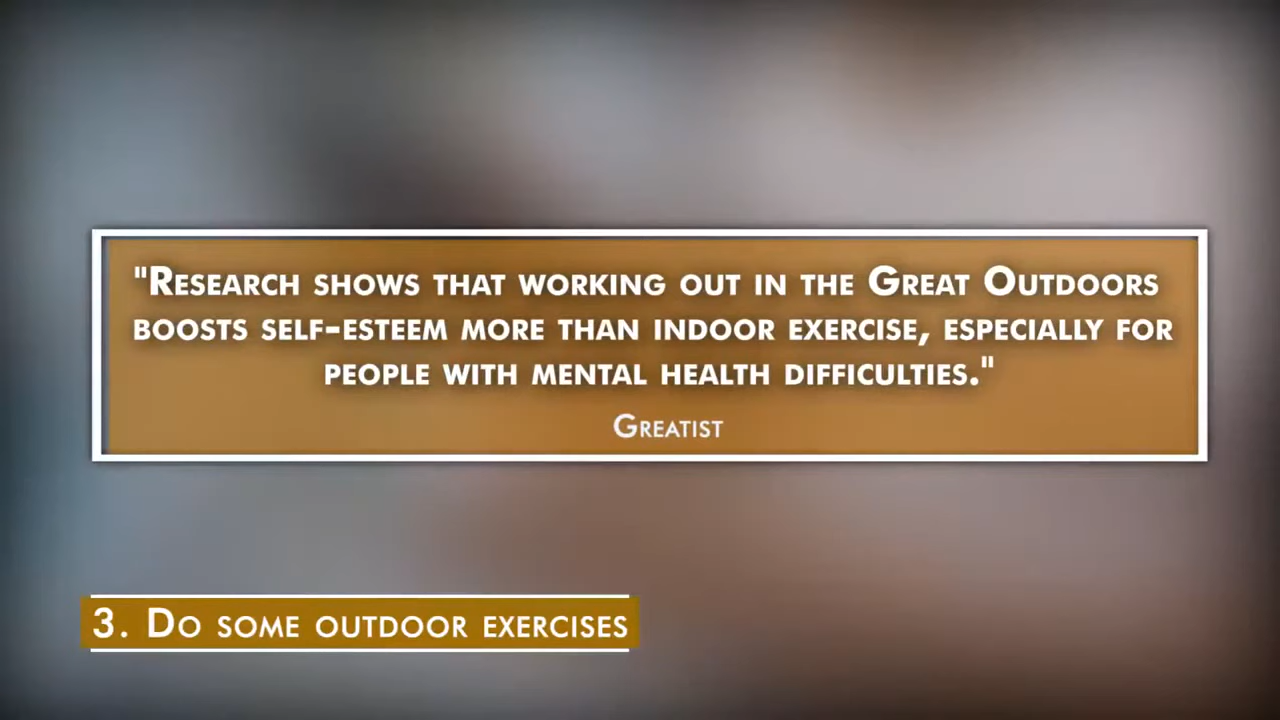 "Research shows that working out in the Great Outdoors
boosts self-esteem more than indoor exercise, especially for
people with mental health difficulties."
Greatist
3. Do some outdoor exercises